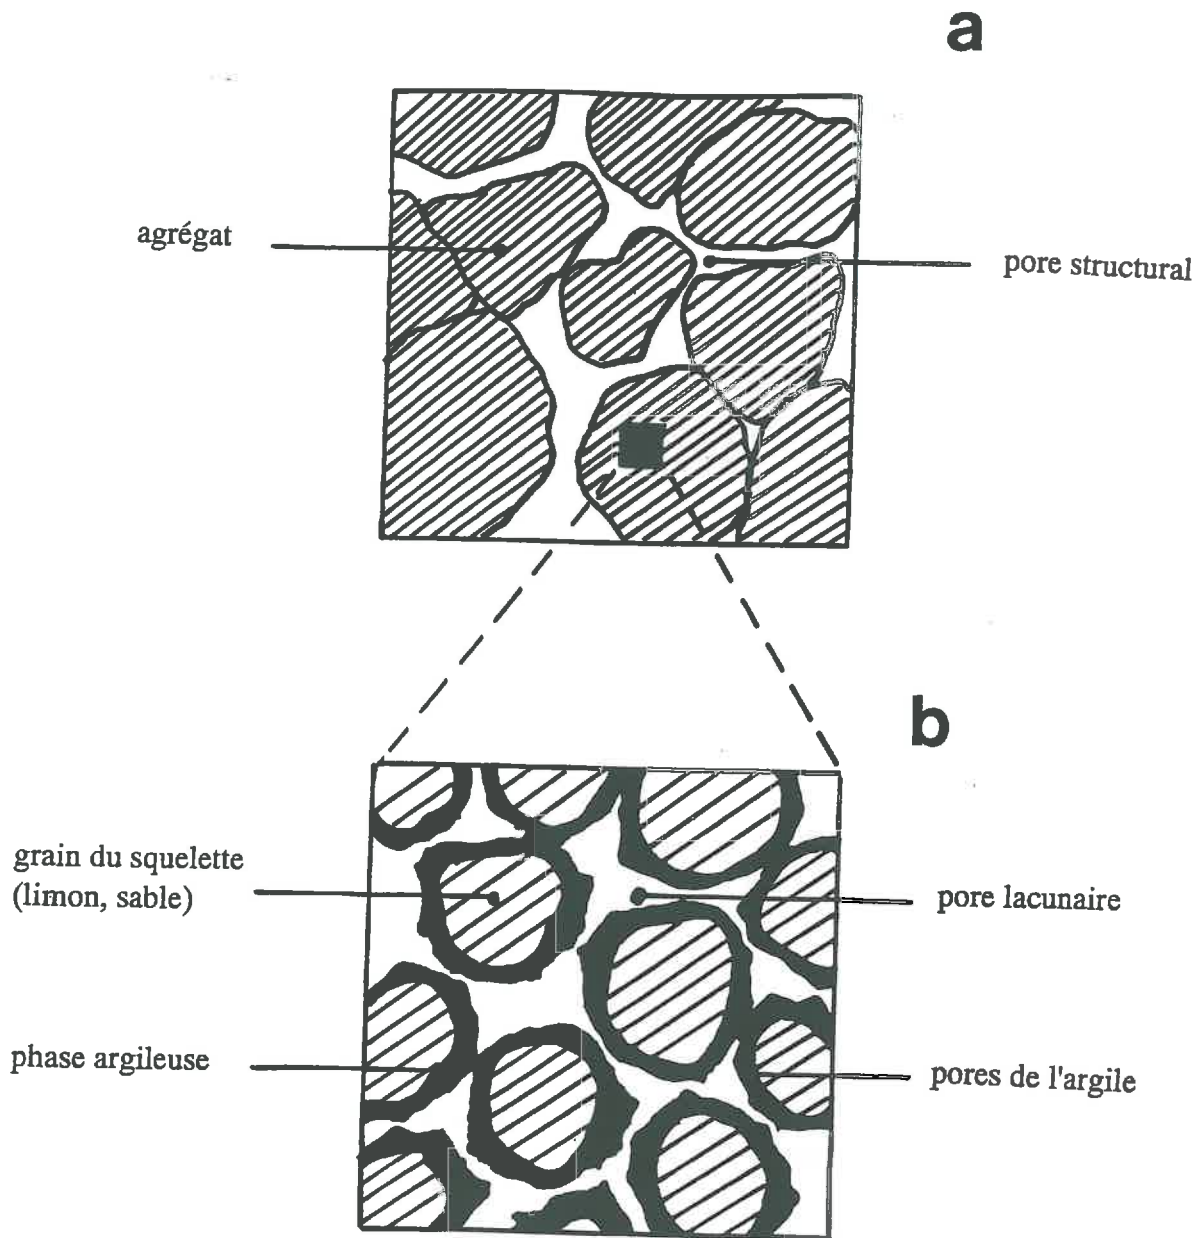 a
agrégat
pore structural
b
grain du squelette
(limon, sable)
pore lacunaire
phase argileuse
pores de l'argile